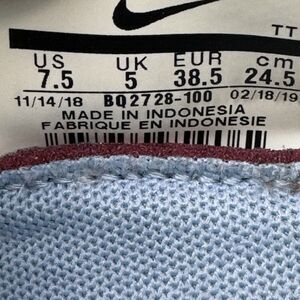 TT
US UK EUR cm
7.5 5 38.5 24.5
11/14/18 BQ2728-100 02/18/19
MADE IN INDONESIA
FABRIQUE EN INDONESIE